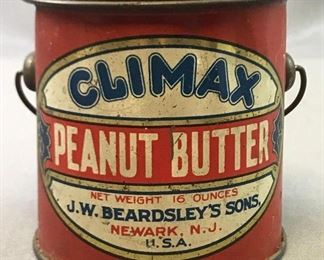 CLIMAX
PEANUT BUTTER
NET WEIGHT 16 OUNCES
J.W. BEARDSLEY'S SONS,
NEWARK, N.J.
U.S.A.